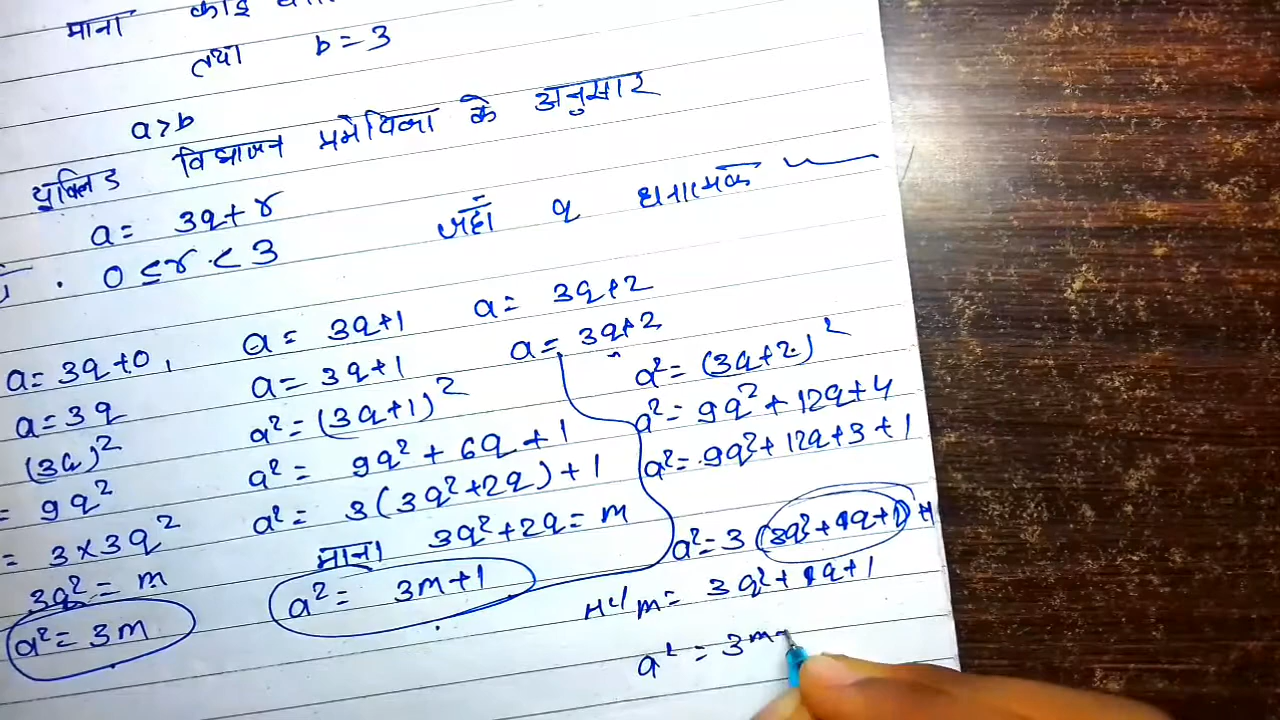 माना कोई
तथा b = 3
a > b
युक्लिड विभाजन प्रमेयिका के अनुसार
a = 3q + r जहाँ q धनात्मक
0 ≤ r < 3
a = 3q + 0, a = 3q + 1 a = 3q + 2
a = 3q
(3q)²
= 9q²
= 3 × 3q²
3q² = m
a² = 3m
a = 3q + 1
a² = (3q + 1)²
a² = 9q² + 6q + 1
a² = 3(3q² + 2q) + 1
माना 3q² + 2q = m
a² = 3m + 1
a = 3q + 2
a² = (3q + 2)²
a² = 9q² + 12q + 4
a² = 9q² + 12q + 3 + 1
a² = 3(3q² + 4q + 1) + 1
m = 3q² + 4q + 1
a² = 3m